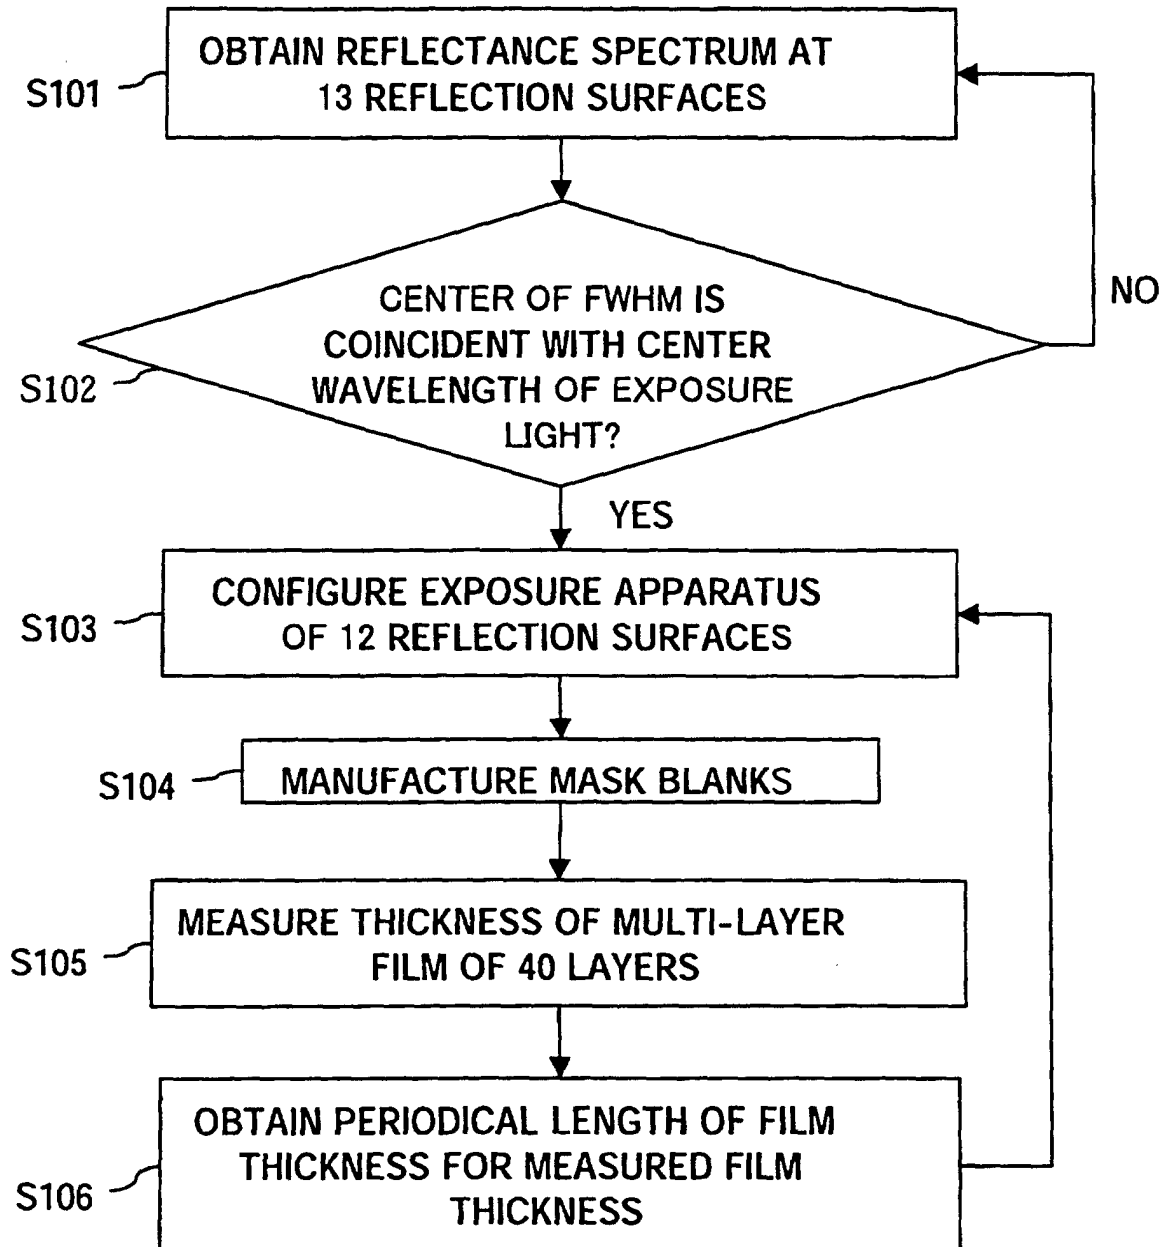 OBTAIN REFLECTANCE SPECTRUM AT
13 REFLECTION SURFACES
S101
CENTER OF FWHM IS
COINCIDENT WITH CENTER
WAVELENGTH OF EXPOSURE
LIGHT?
NO
S102
YES
CONFIGURE EXPOSURE APPARATUS
OF 12 REFLECTION SURFACES
S103
MANUFACTURE MASK BLANKS
S104
MEASURE THICKNESS OF MULTI-LAYER
FILM OF 40 LAYERS
S105
OBTAIN PERIODICAL LENGTH OF FILM
THICKNESS FOR MEASURED FILM
THICKNESS
S106